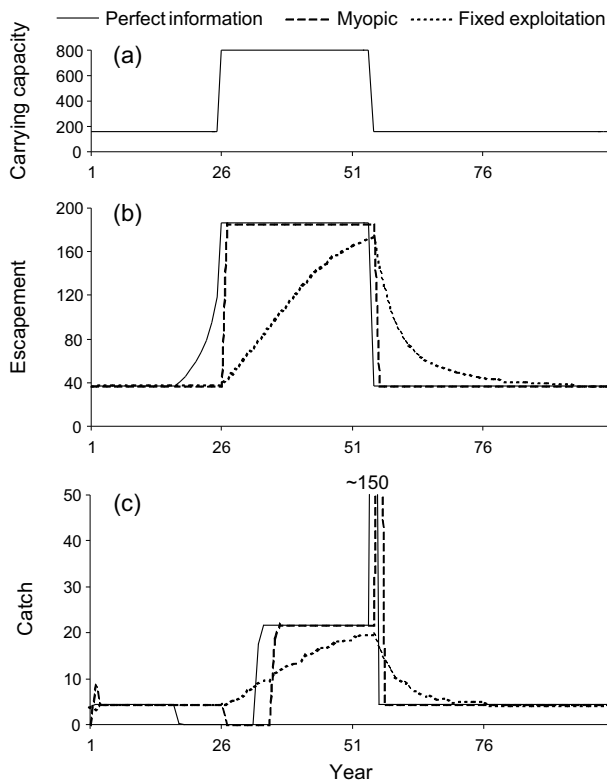 Perfect information Myopic Fixed exploitation
(a)
Carrying capacity
800
600
400
200
0
1 26 51 76
(b)
Escapement
200
160
120
80
40
0
1 26 51 76
~150
(c)
Catch
50
40
30
20
10
0
1 26 51 76
Year